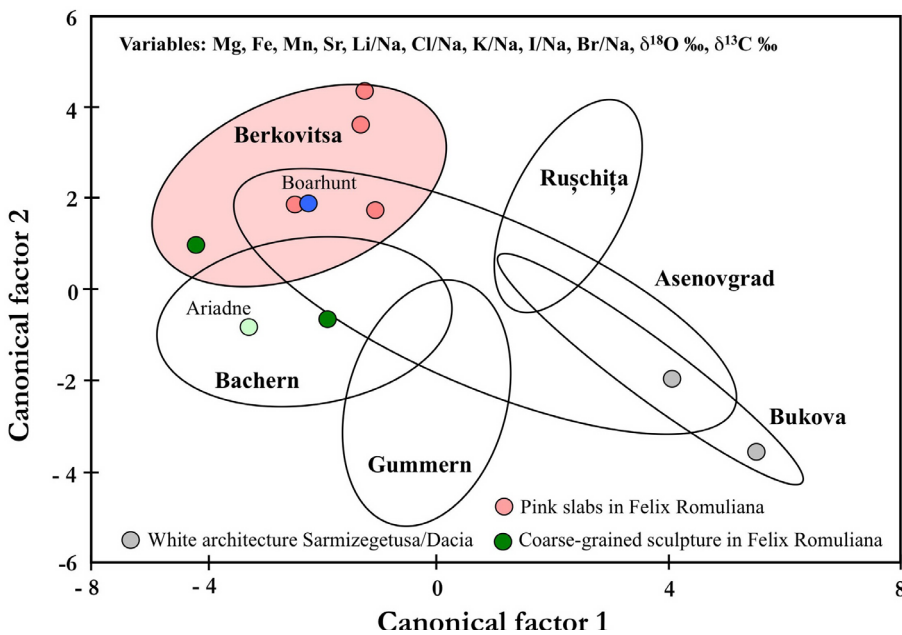 6
Variables: Mg, Fe, Mn, Sr, Li/Na, Cl/Na, K/Na, I/Na, Br/Na, δ¹⁸O ‰, δ¹³C ‰
4
Berkovitsa
Boarhunt
Rușchița
2
Asenovgrad
0
Ariadne
Bachern
- 2
Bukova
Gummern
- 4
Pink slabs in Felix Romuliana
White architecture Sarmizegetusa/Dacia
Coarse-grained sculpture in Felix Romuliana
-6
- 8
- 4
0
4
8
Canonical factor 1
Canonical factor 2